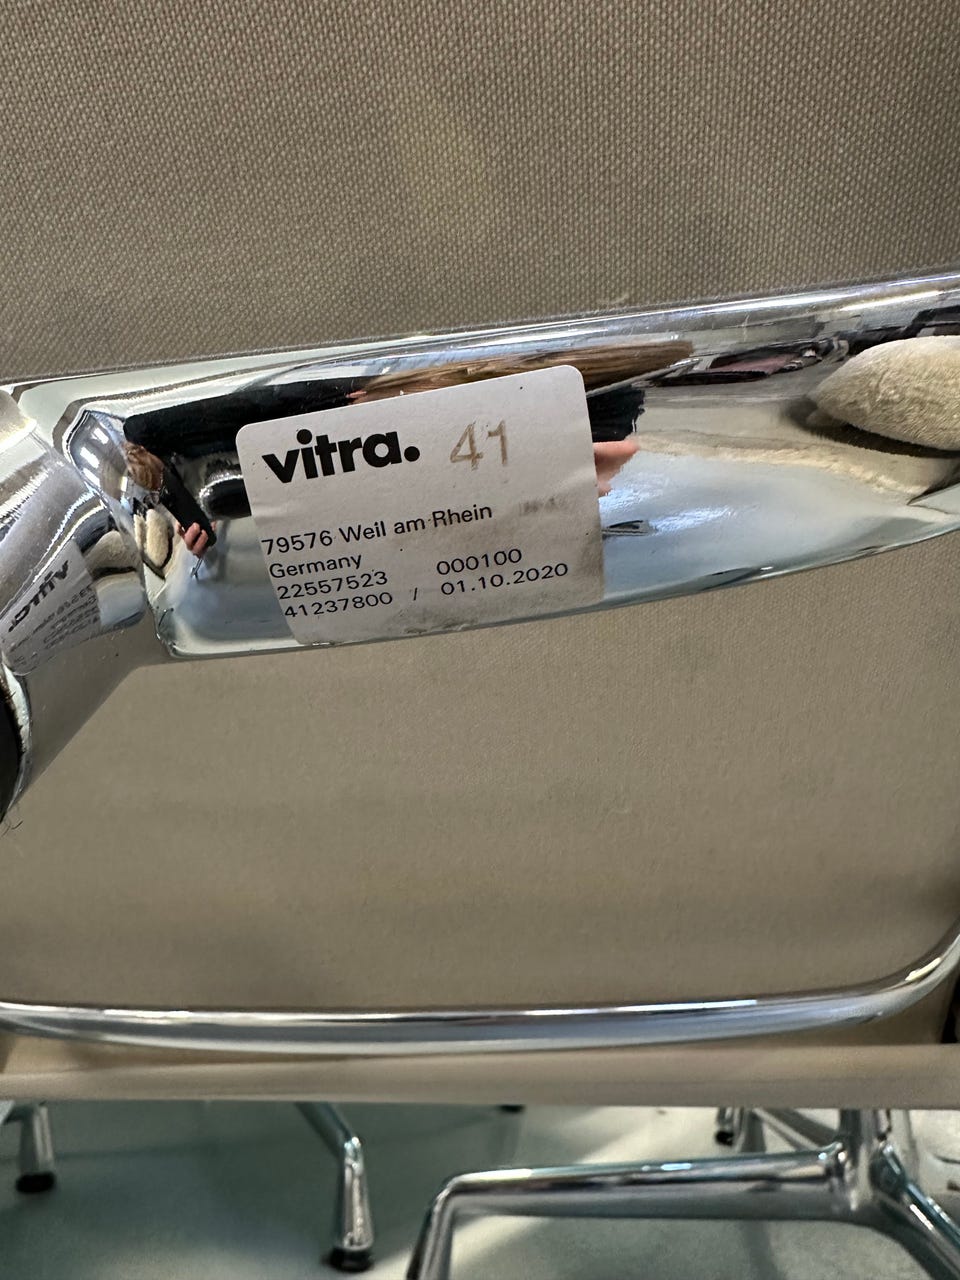 vitra. 41
79576 Weil am Rhein
Germany
22557523 000100
41237800 / 01.10.2020